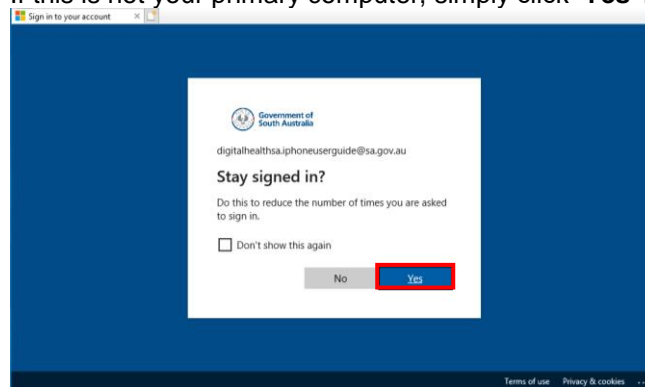 If this is not your primary computer, simply click 'Yes'
Sign in to your account
Government of
South Australia
digitalhealthsa.iphoneuserguide@sa.gov.au
Stay signed in?
Do this to reduce the number of times you are asked
to sign in.
Don't show this again
No
Yes
Terms of use Privacy & cookies ...